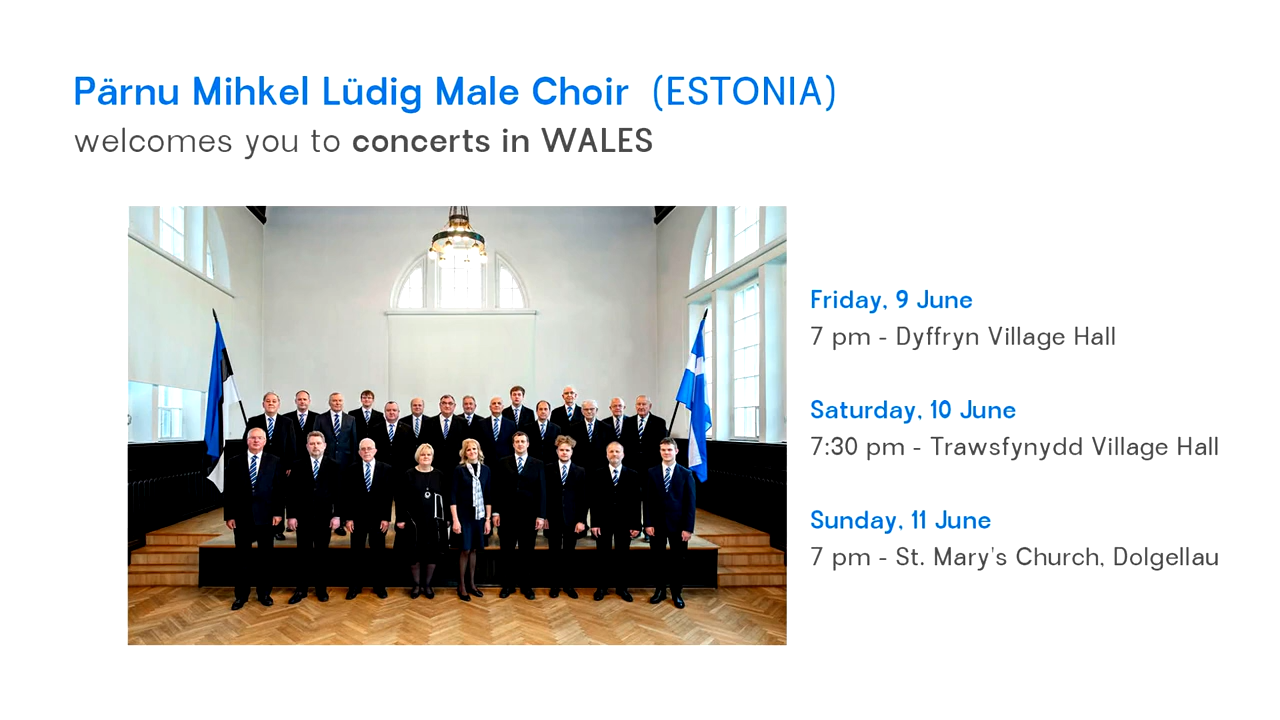 Pärnu Mihkel Lüdig Male Choir (ESTONIA)
welcomes you to concerts in WALES
Friday, 9 June
7 pm - Dyffryn Village Hall
Saturday, 10 June
7:30 pm - Trawsfynydd Village Hall
Sunday, 11 June
7 pm - St. Mary's Church, Dolgellau